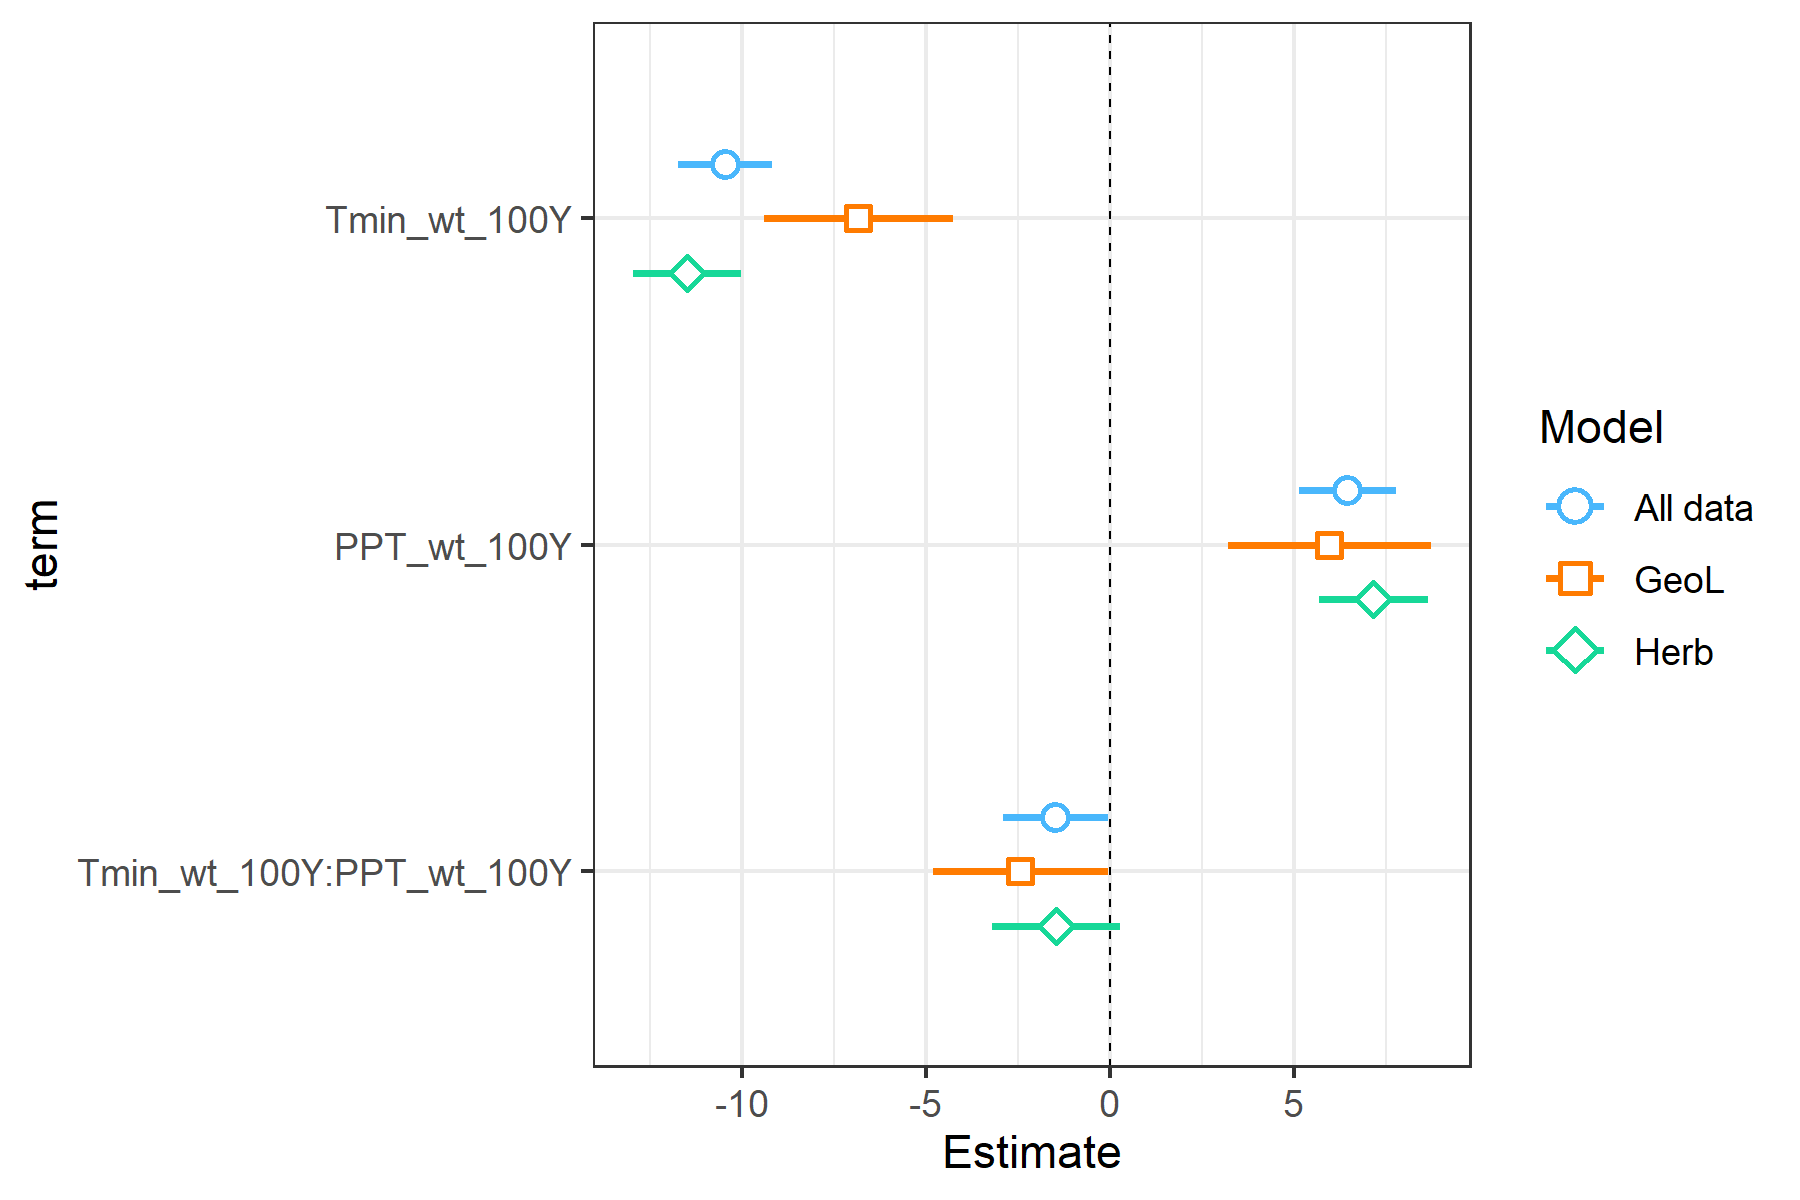 term
Tmin_wt_100Y
PPT_wt_100Y
Tmin_wt_100Y:PPT_wt_100Y
-10
-5
0
5
Estimate
Model
All data
GeoL
Herb